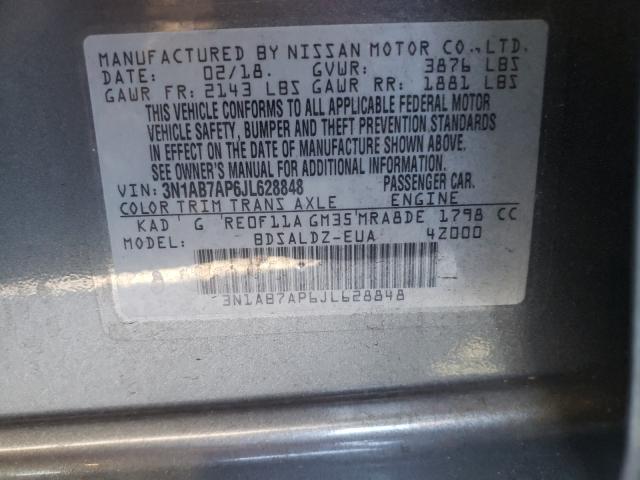 MANUFACTURED BY NISSAN MOTOR CO.,LTD.
DATE: 02/18. GVWR: 3876 LBS
GAWR FR: 2143 LBS GAWR RR: 1881 LBS
THIS VEHICLE CONFORMS TO ALL APPLICABLE FEDERAL MOTOR
VEHICLE SAFETY, BUMPER AND THEFT PREVENTION STANDARDS
IN EFFECT ON THE DATE OF MANUFACTURE SHOWN ABOVE.
SEE OWNER'S MANUAL FOR ADDITIONAL INFORMATION.
VIN: 3N1AB7AP6JL628848 PASSENGER CAR.
COLOR TRIM TRANS AXLE ENGINE
KAD G RE0F11A GM35 MRA8DE 1798 CC
MODEL: BDSALDZ-EUA 4Z000
3N1AB7AP6JL628848